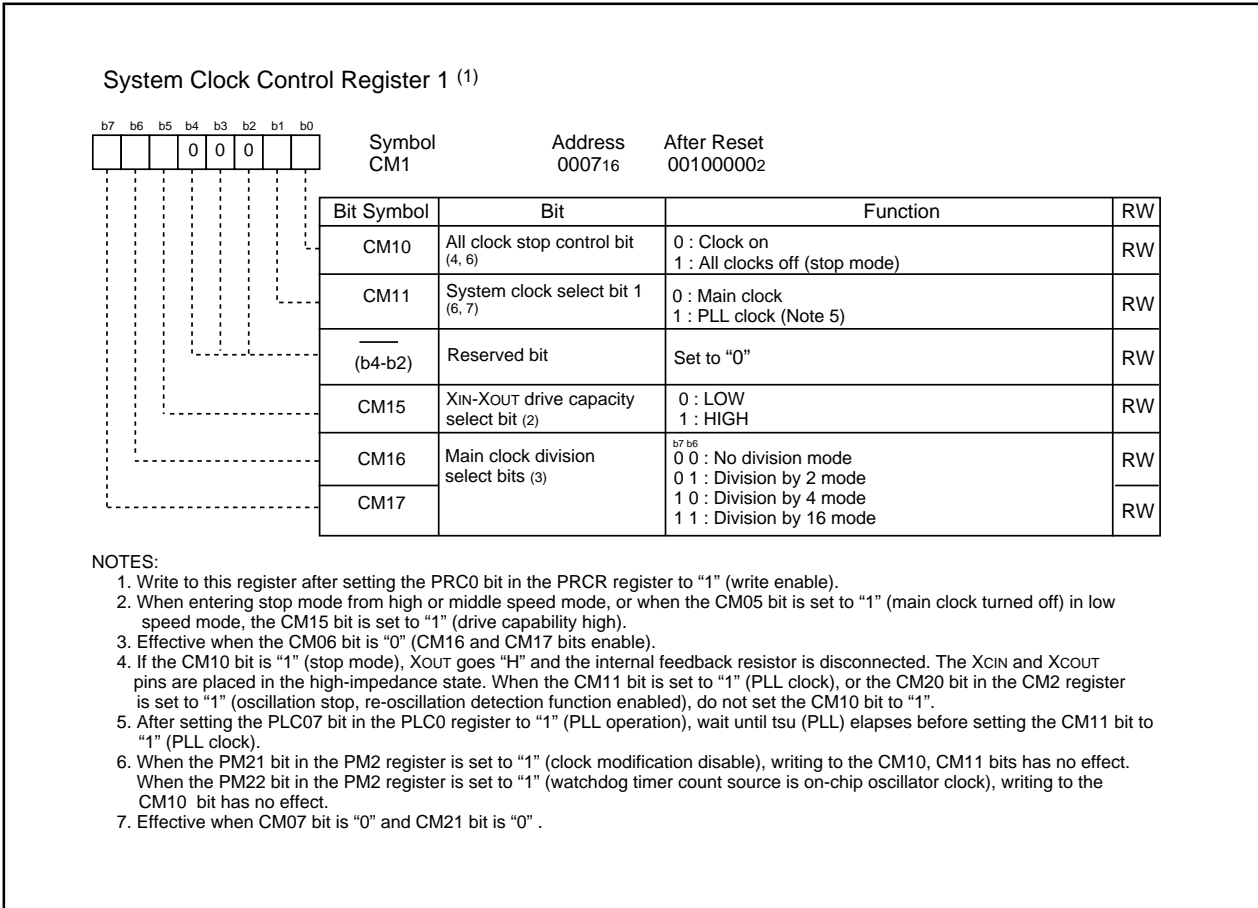 System Clock Control Register 1 (1)
b7 b6 b5 b4 b3 b2 b1 b0
0 0 0
Symbol Address After Reset
CM1 000716 001000002
Bit Symbol Bit Function RW
CM10 All clock stop control bit (4, 6) 0 : Clock on RW
1 : All clocks off (stop mode)
CM11 System clock select bit 1 (6, 7) 0 : Main clock RW
1 : PLL clock (Note 5)
(b4-b2) Reserved bit Set to “0” RW
CM15 XIN-XOUT drive capacity select bit (2) 0 : LOW RW
1 : HIGH
CM16 Main clock division select bits (3) b7 b6 RW
0 0 : No division mode
0 1 : Division by 2 mode
CM17 1 0 : Division by 4 mode RW
1 1 : Division by 16 mode
NOTES:
1. Write to this register after setting the PRC0 bit in the PRCR register to “1” (write enable).
2. When entering stop mode from high or middle speed mode, or when the CM05 bit is set to “1” (main clock turned off) in low
speed mode, the CM15 bit is set to “1” (drive capability high).
3. Effective when the CM06 bit is “0” (CM16 and CM17 bits enable).
4. If the CM10 bit is “1” (stop mode), XOUT goes “H” and the internal feedback resistor is disconnected. The XCIN and XCOUT
pins are placed in the high-impedance state. When the CM11 bit is set to “1” (PLL clock), or the CM20 bit in the CM2 register
is set to “1” (oscillation stop, re-oscillation detection function enabled), do not set the CM10 bit to “1”.
5. After setting the PLC07 bit in the PLC0 register to “1” (PLL operation), wait until tsu (PLL) elapses before setting the CM11 bit to
“1” (PLL clock).
6. When the PM21 bit in the PM2 register is set to “1” (clock modification disable), writing to the CM10, CM11 bits has no effect.
When the PM22 bit in the PM2 register is set to “1” (watchdog timer count source is on-chip oscillator clock), writing to the
CM10 bit has no effect.
7. Effective when CM07 bit is “0” and CM21 bit is “0” .